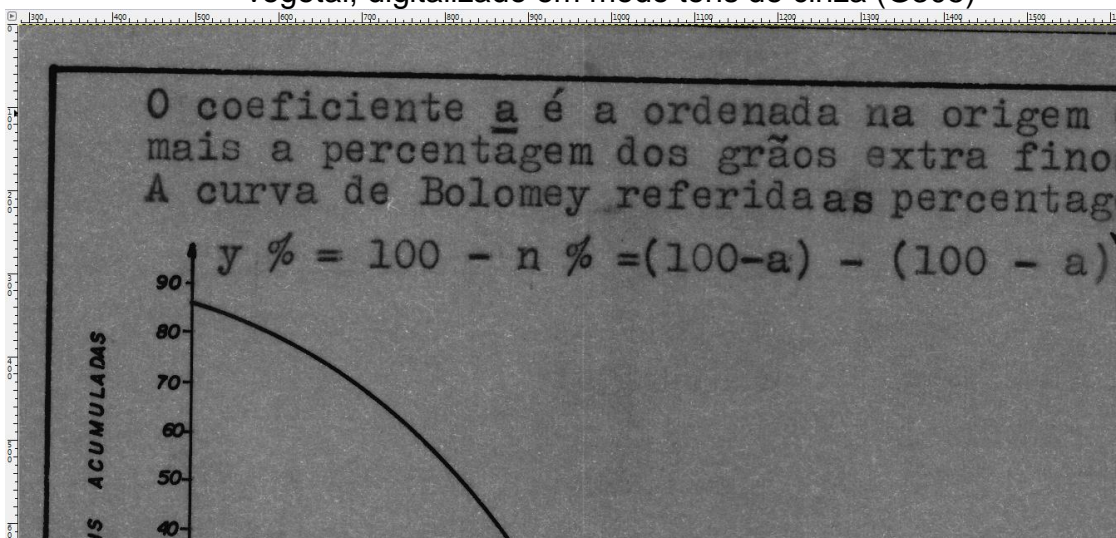 vegetal, digitalizado em modo tons de cinza
O coeficiente a é a ordenada na origem
mais a percentagem dos grãos extra fino
A curva de Bolomey referida as percentag
y % = 100 - n % =(100-a) - (100 - a)
90
80
70
60
50
40
IS ACUMULADAS